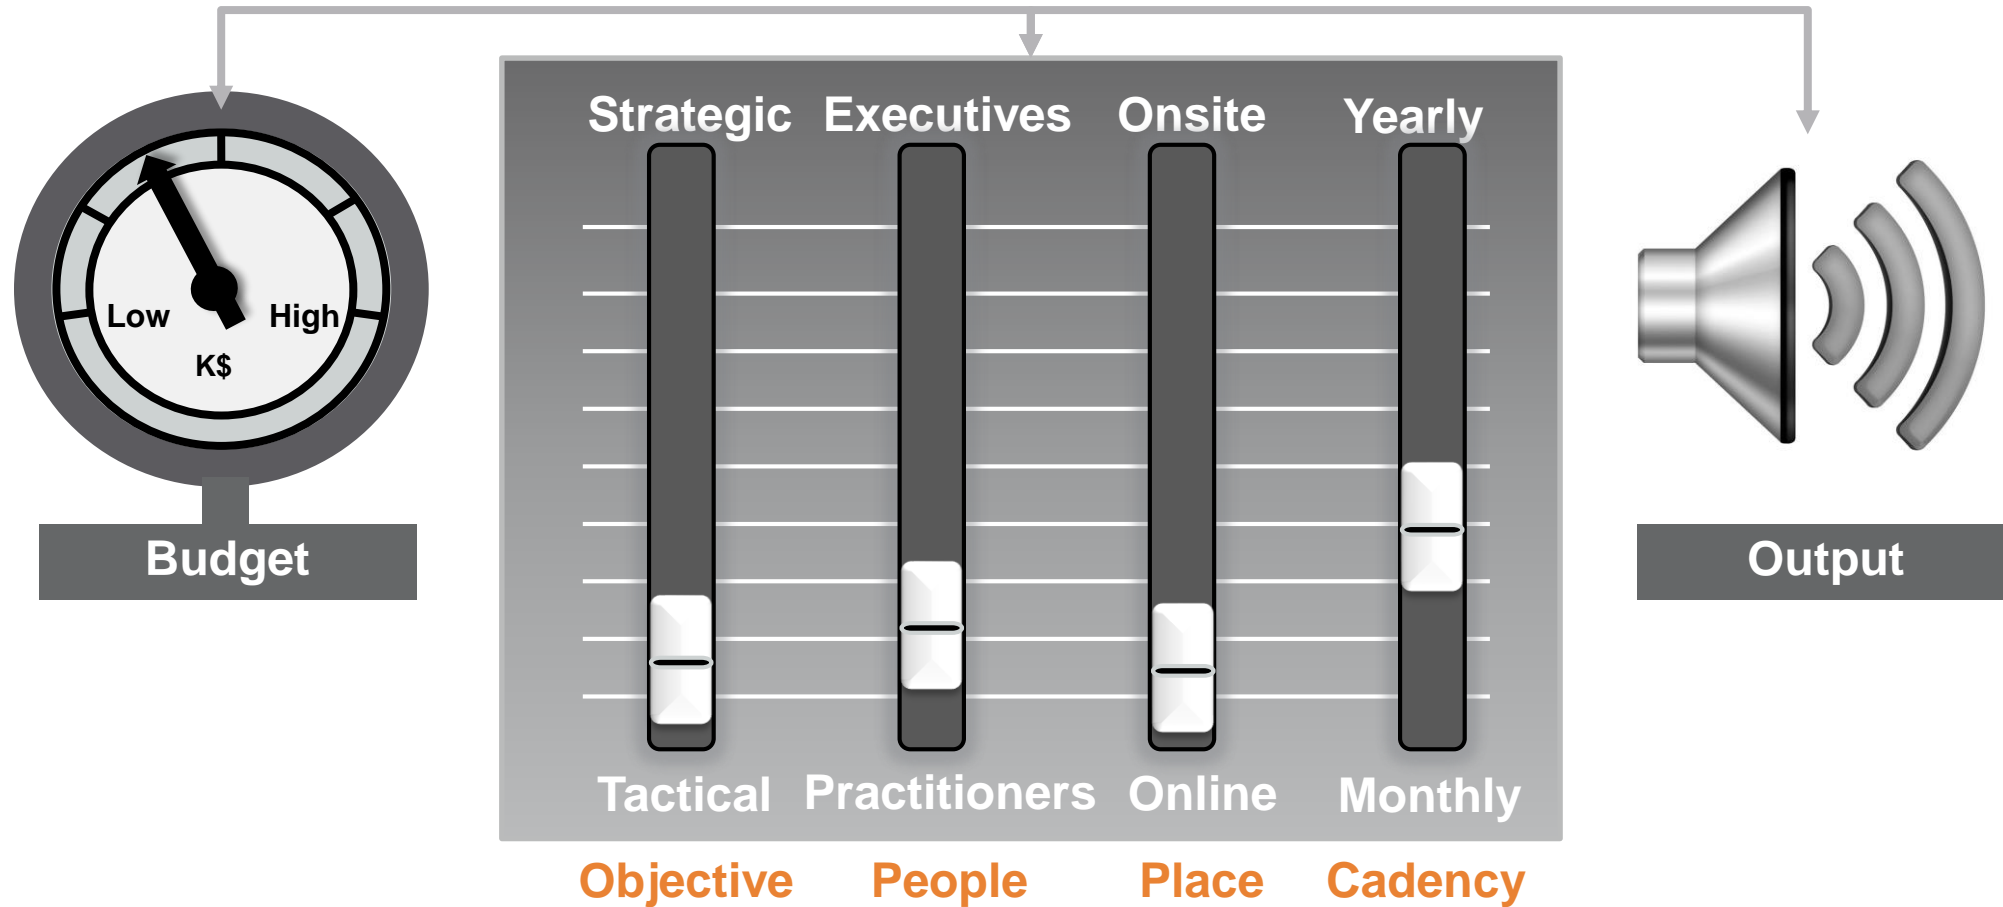 Strategic Executives Onsite Yearly
Low High
K$
Budget
Output
Tactical Practitioners Online Monthly
Objective People Place Cadency